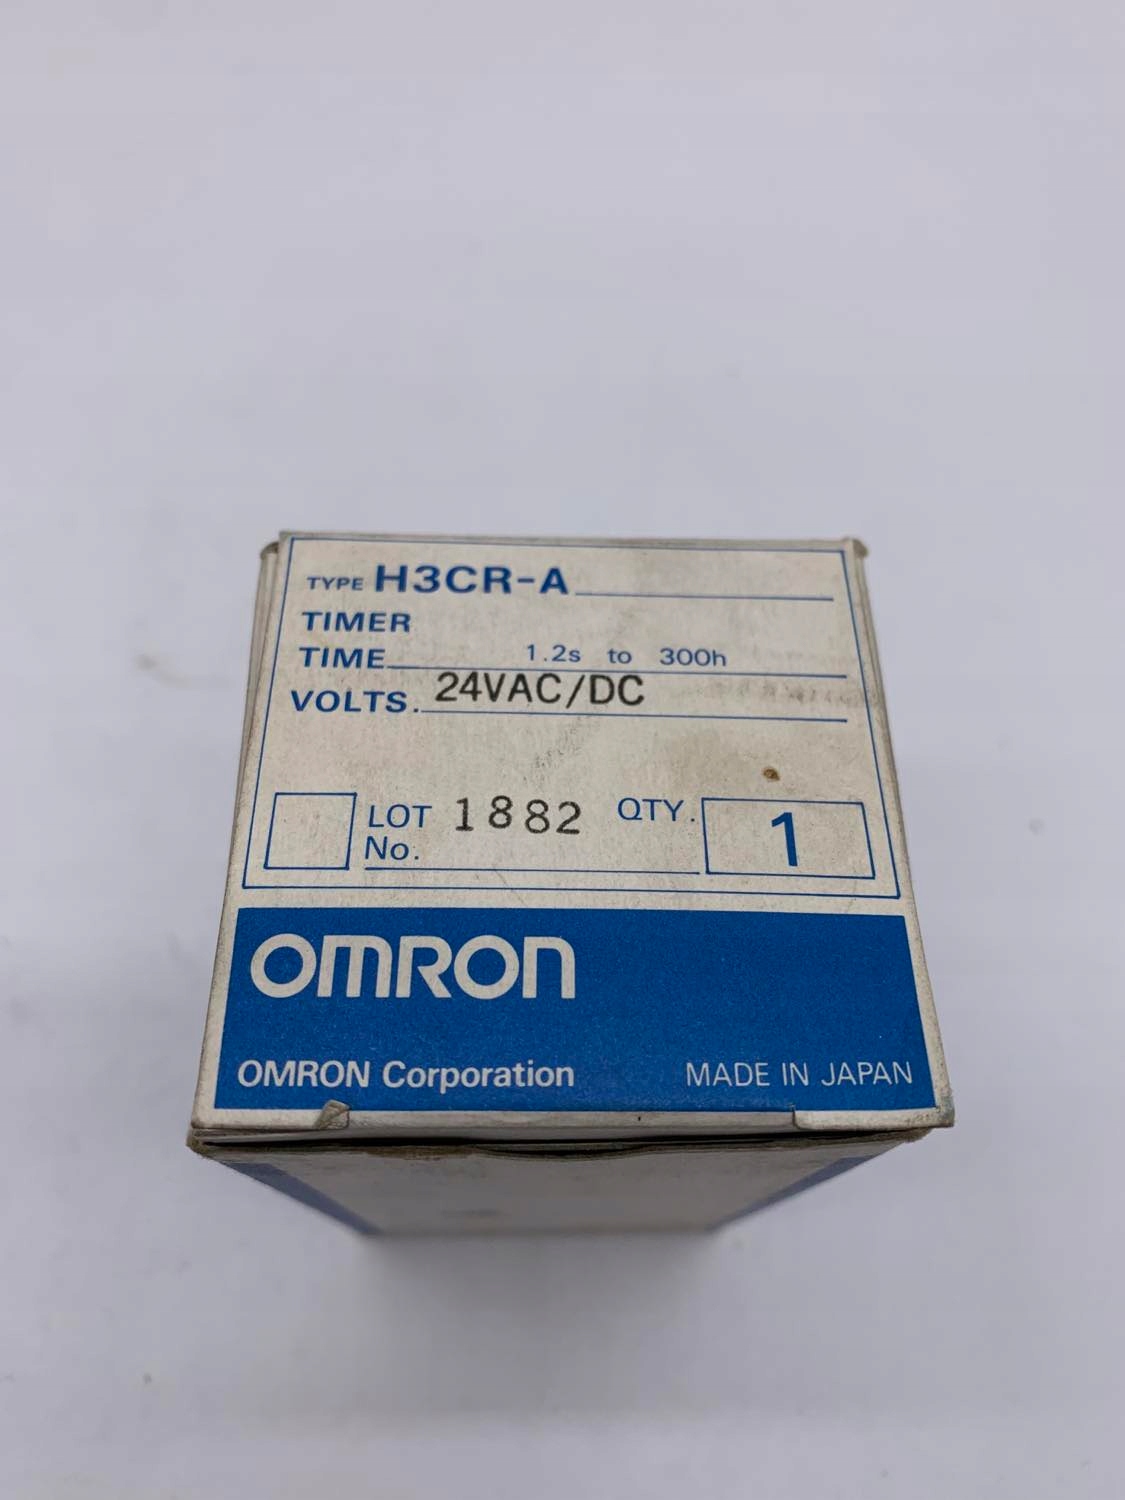 TYPE H3CR-A
TIMER
TIME 1.2s to 300h
VOLTS. 24VAC/DC
LOT No. 1882 QTY. 1
OMRON
OMRON Corporation MADE IN JAPAN